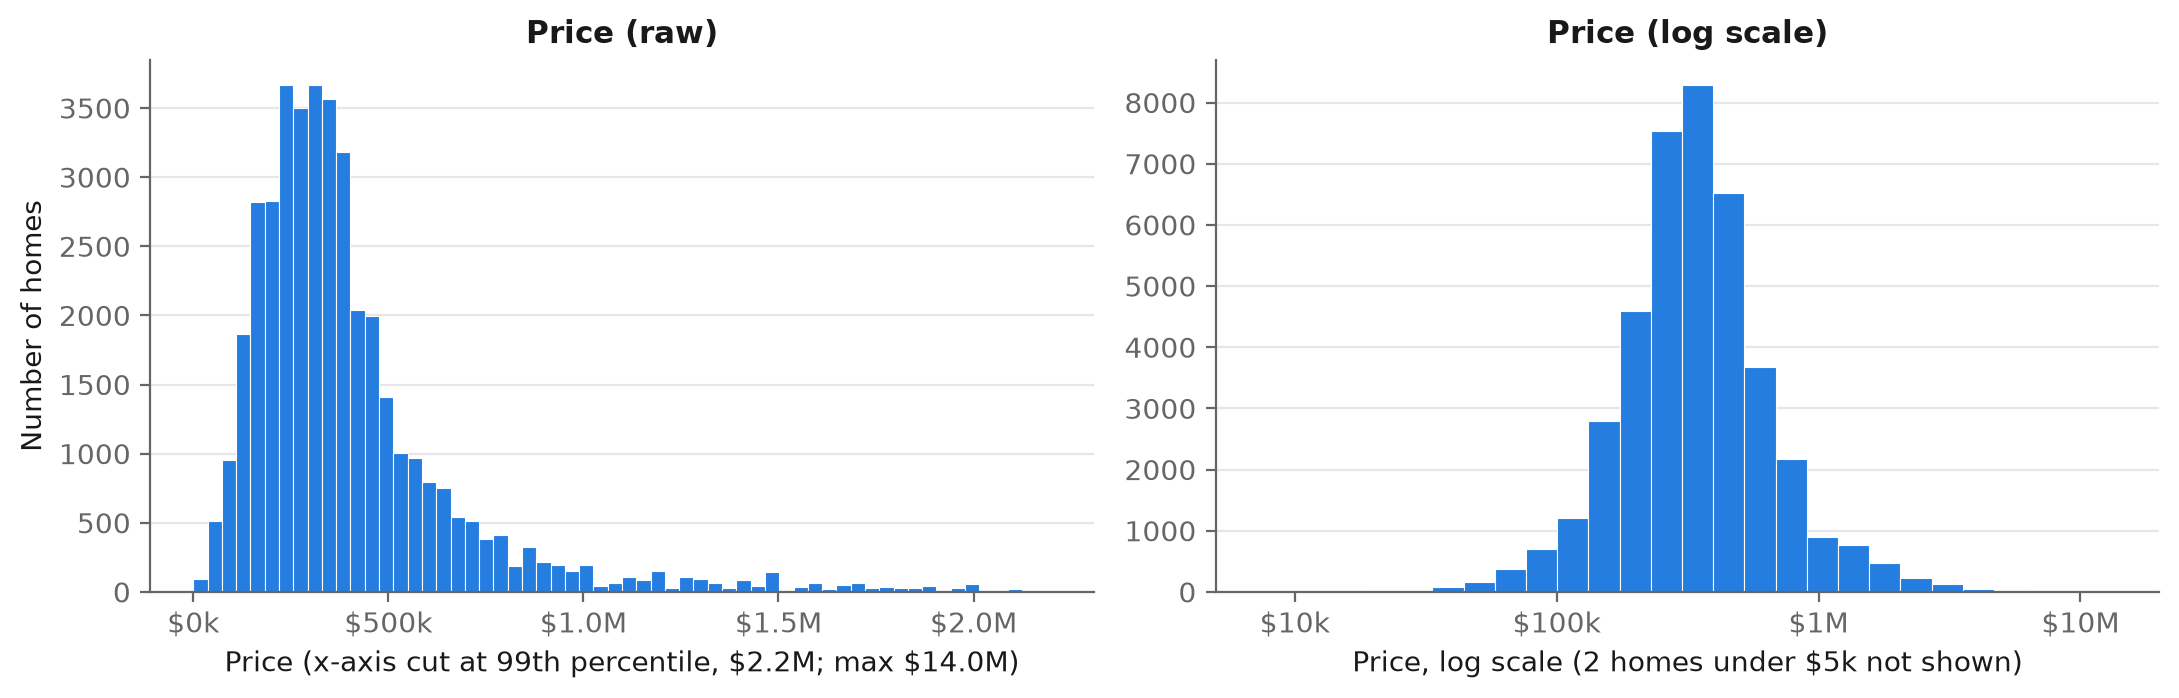 Price (raw)
Number of homes
3500
3000
2500
2000
1500
1000
500
0
$0k $500k $1.0M $1.5M $2.0M
Price (x-axis cut at 99th percentile, $2.2M; max $14.0M)
Price (log scale)
8000
7000
6000
5000
4000
3000
2000
1000
0
$10k $100k $1M $10M
Price, log scale (2 homes under $5k not shown)